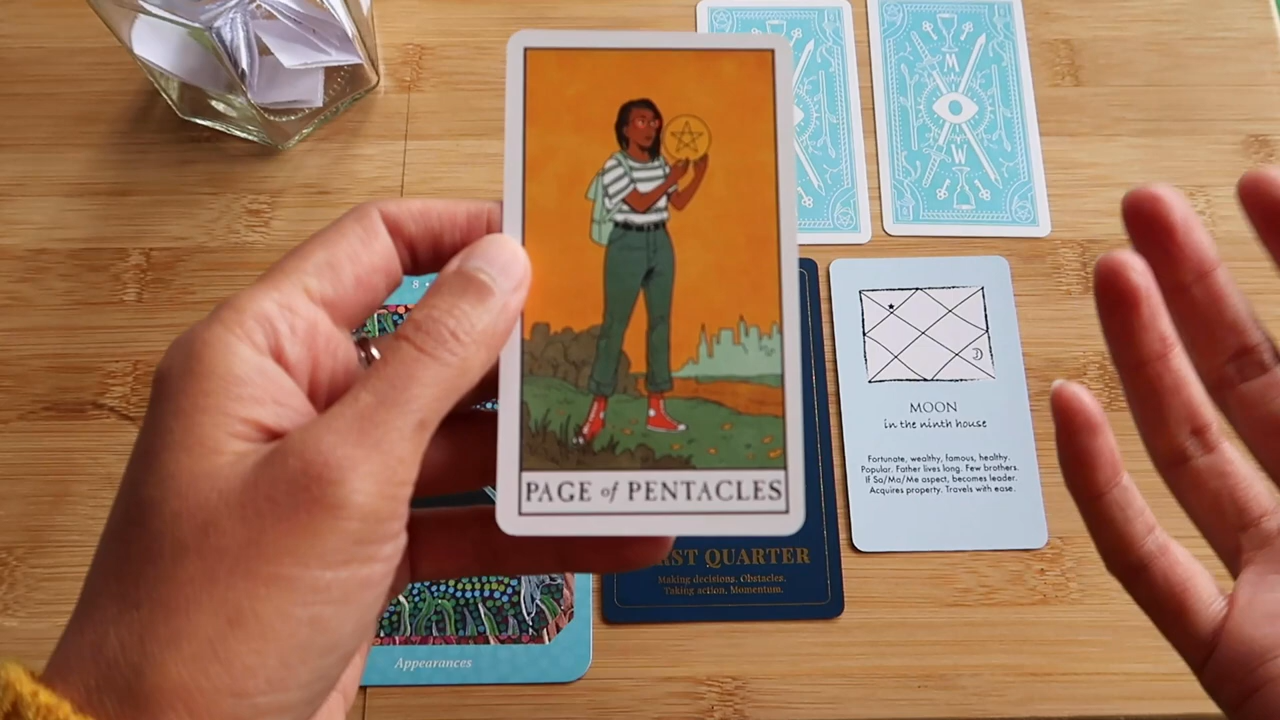 8
M
W
PAGE of PENTACLES
MOON
in the ninth house
Fortunate, wealthy, famous, healthy.
Popular. Father lives long. Few brothers.
If Sa/Ma/Me aspect, becomes leader.
Acquires property. Travels with ease.
QUARTER
Making decisions. Obstacles.
Taking action. Momentum.
Appearances